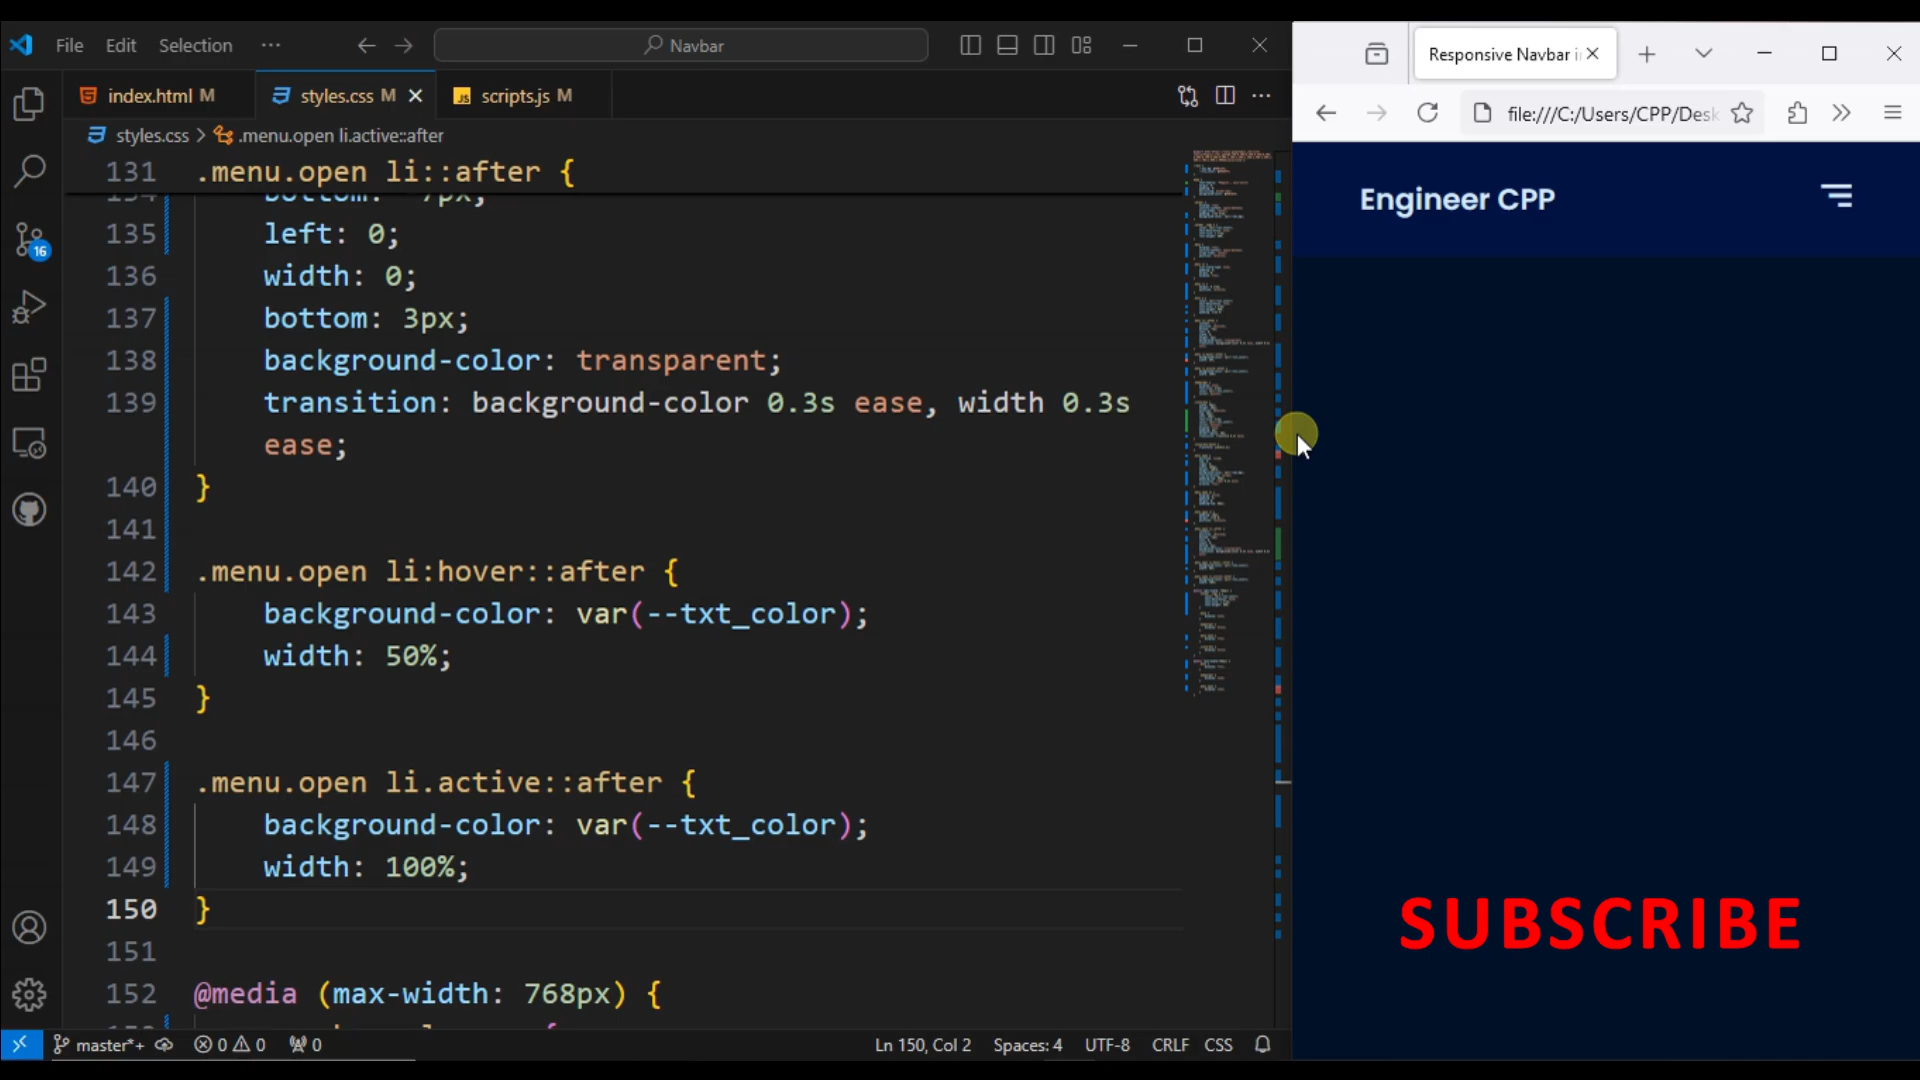 File Edit Selection ··· Navbar
index.html M styles.css M scripts.js M
styles.css > .menu.open li.active::after
131 .menu.open li::after {
135 left: 0;
136 width: 0;
137 bottom: 3px;
138 background-color: transparent;
139 transition: background-color 0.3s ease, width 0.3s
ease;
140 }
141
142 .menu.open li:hover::after {
143 background-color: var(--txt_color);
144 width: 50%;
145 }
146
147 .menu.open li.active::after {
148 background-color: var(--txt_color);
149 width: 100%;
150 }
151
152 @media (max-width: 768px) {
16
master*+ 0 0 0 Ln 150, Col 2 Spaces: 4 UTF-8 CRLF CSS
Responsive Navbar i
file:///C:/Users/CPP/Desk
Engineer CPP
SUBSCRIBE